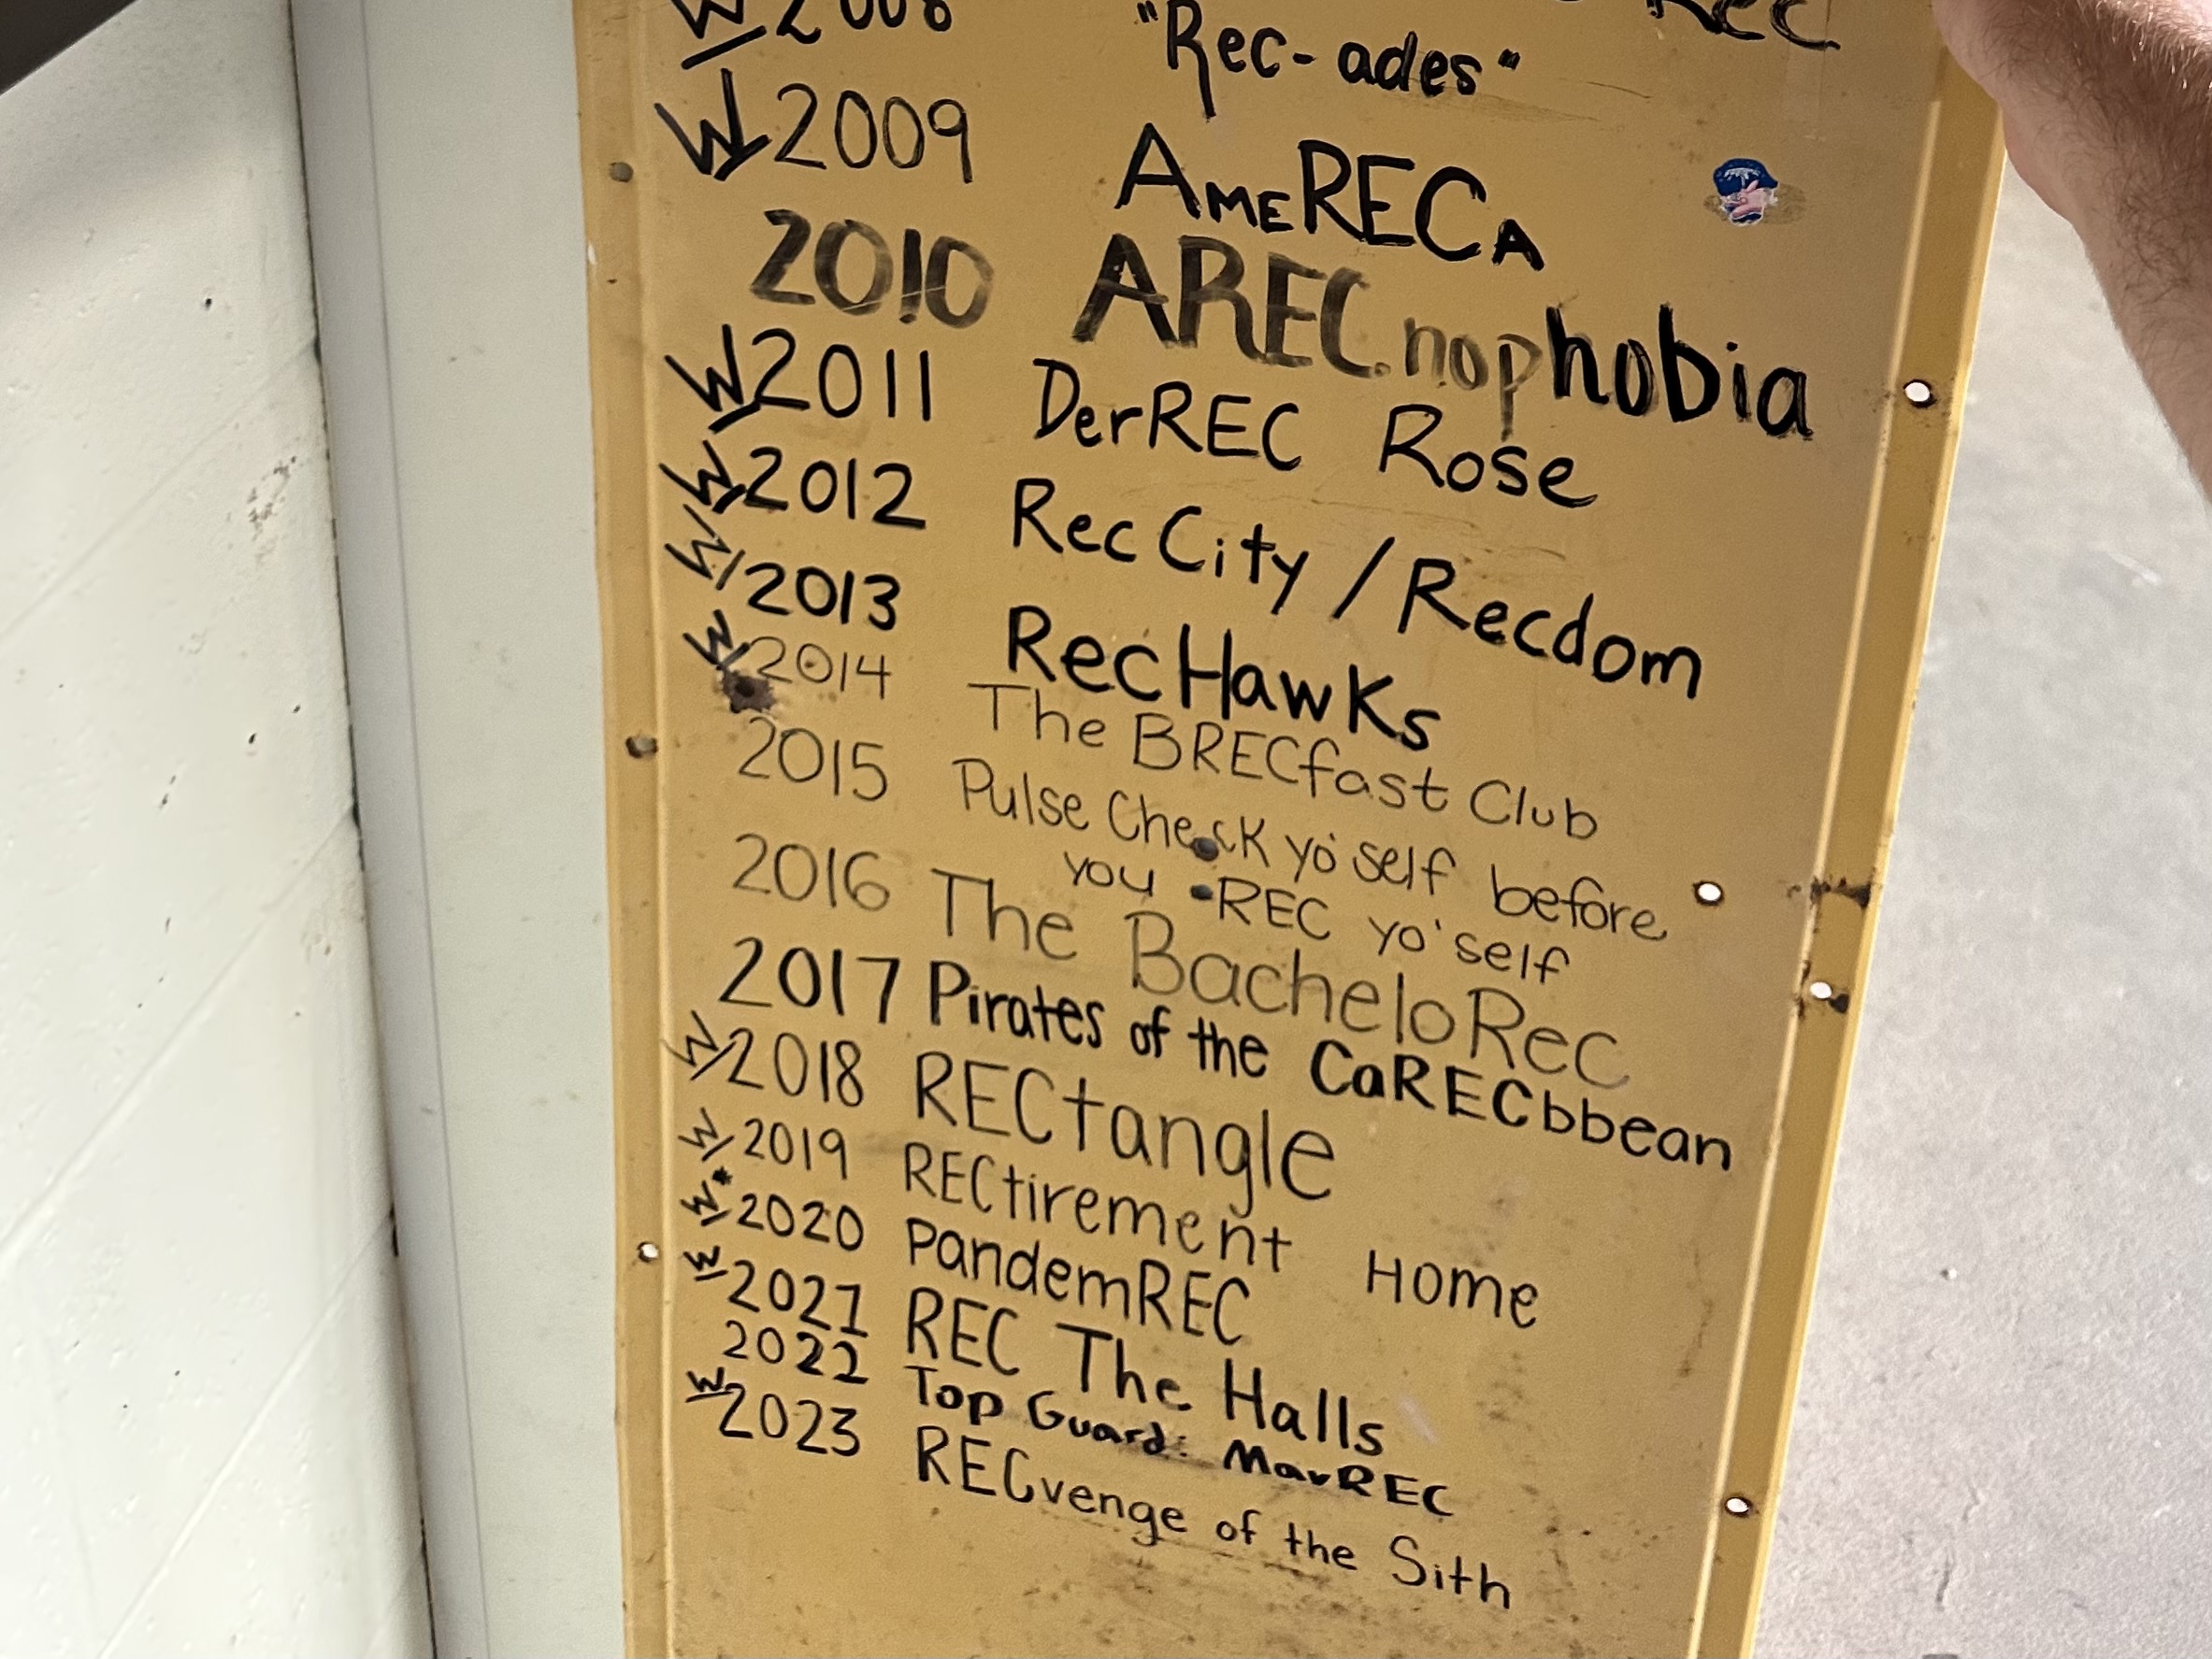 W 2008 "Rec-ades" Rec
W 2009 AmeRECA
2010 ARECnophobia
W 2011 DerREC Rose
W 2012 Rec City / Recdom
W 2013 RecHawks
W 2014 The BRECfast Club
2015 Pulse Check yo'self before
you REC yo'self
2016 The BacheloRec
2017 Pirates of the CaRECbbean
W 2018 RECtangle
W 2019 RECtirement Home
W* 2020 PandemREC
W 2021 REC The Halls
2022 Top Guard: MavREC
W 2023 RECvenge of the Sith